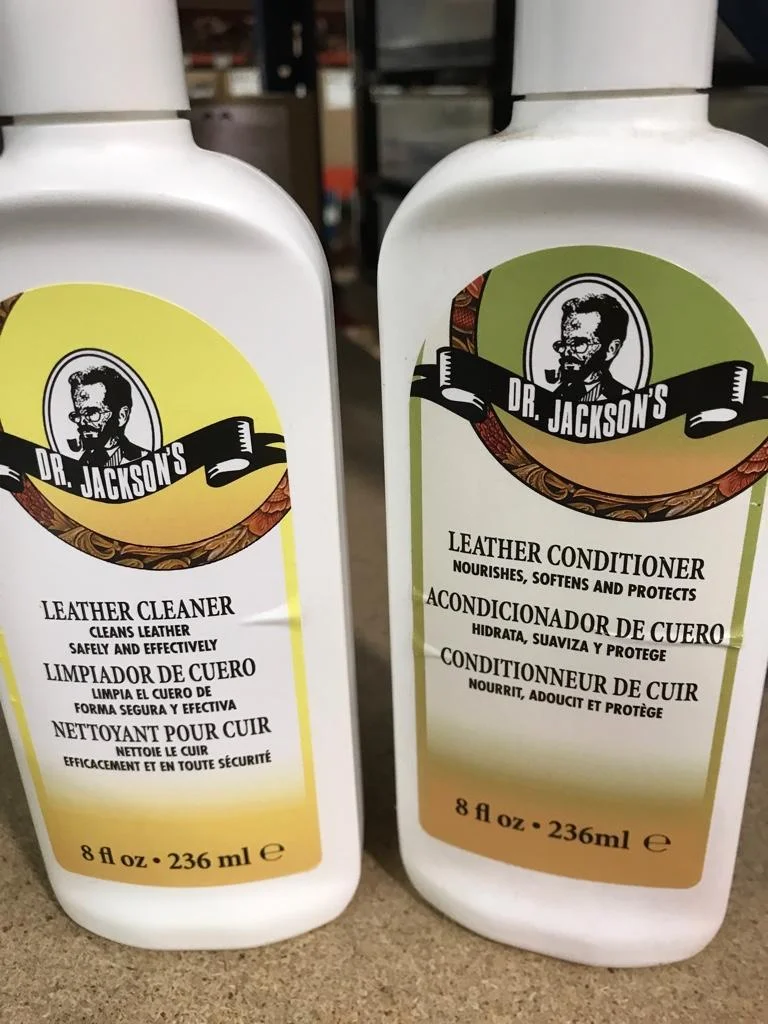 DR. JACKSON'S
LEATHER CLEANER
CLEANS LEATHER
SAFELY AND EFFECTIVELY
LIMPIADOR DE CUERO
LIMPIA EL CUERO DE
FORMA SEGURA Y EFECTIVA
NETTOYANT POUR CUIR
NETTOIE LE CUIR
EFFICACEMENT ET EN TOUTE SÉCURITÉ
8 fl oz • 236 ml ℮
DR. JACKSON'S
LEATHER CONDITIONER
NOURISHES, SOFTENS AND PROTECTS
ACONDICIONADOR DE CUERO
HIDRATA, SUAVIZA Y PROTEGE
CONDITIONNEUR DE CUIR
NOURRIT, ADOUCIT ET PROTÈGE
8 fl oz • 236ml ℮